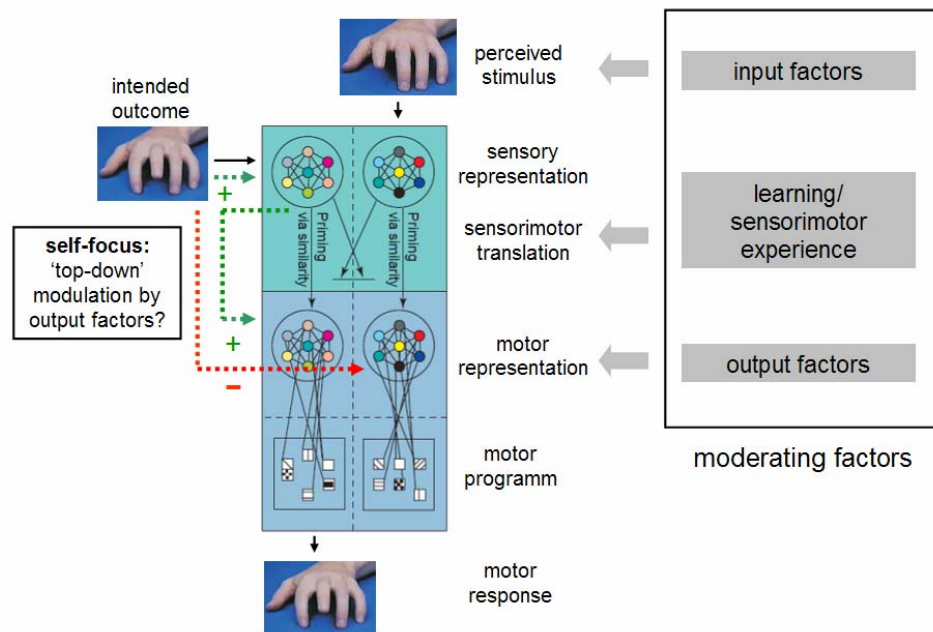 perceived
stimulus
intended
outcome
input factors
sensory
representation
+
Priming
via similarity
Priming
via similarity
sensorimotor
translation
learning/
sensorimotor
experience
self-focus:
‘top-down’
modulation by
output factors?
+
−
motor
representation
output factors
moderating factors
motor
programm
motor
response